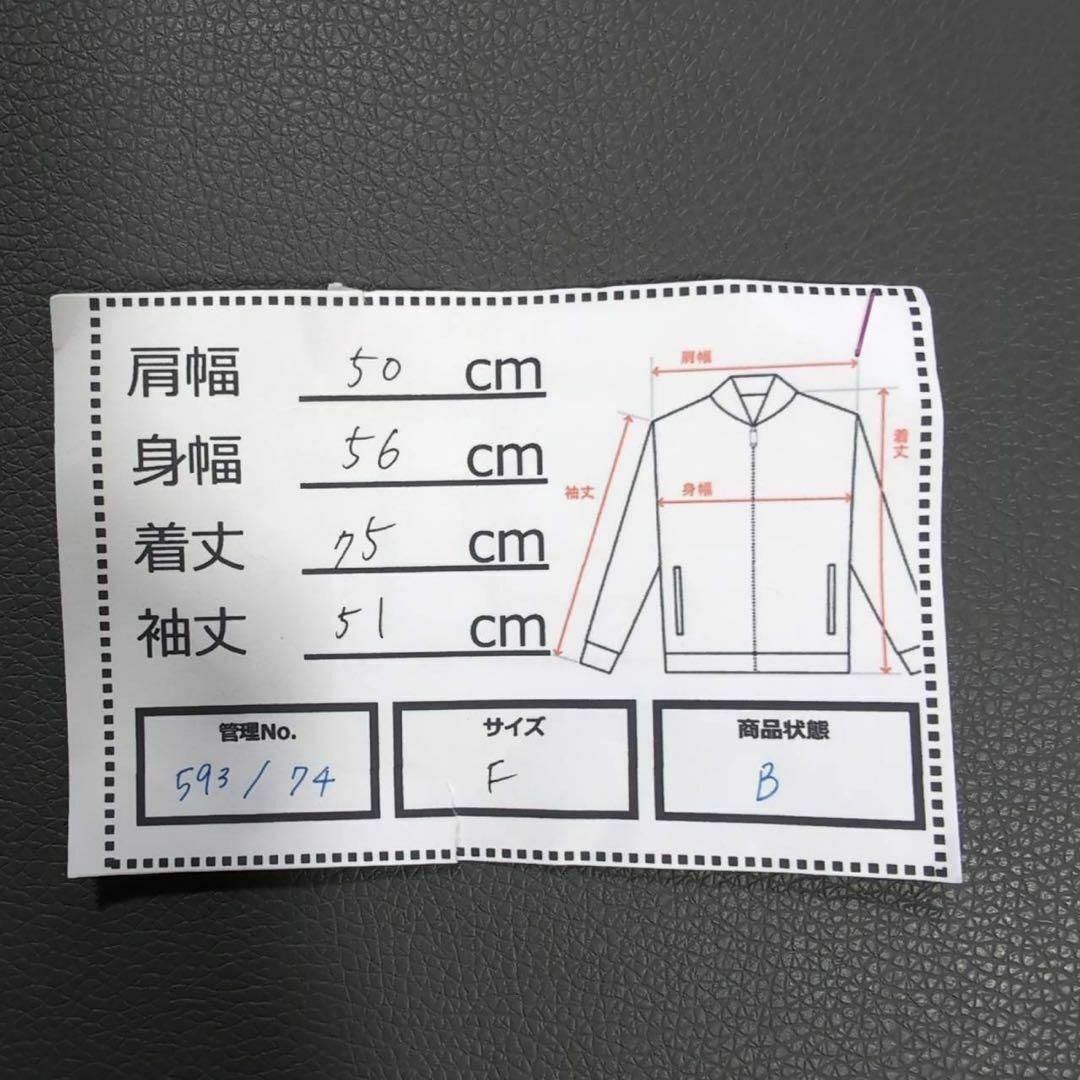 肩幅 50 cm
身幅 56 cm
着丈 75 cm
袖丈 51 cm
肩幅
着丈
袖丈
身幅
管理No.
593/74
サイズ
F
商品状態
B